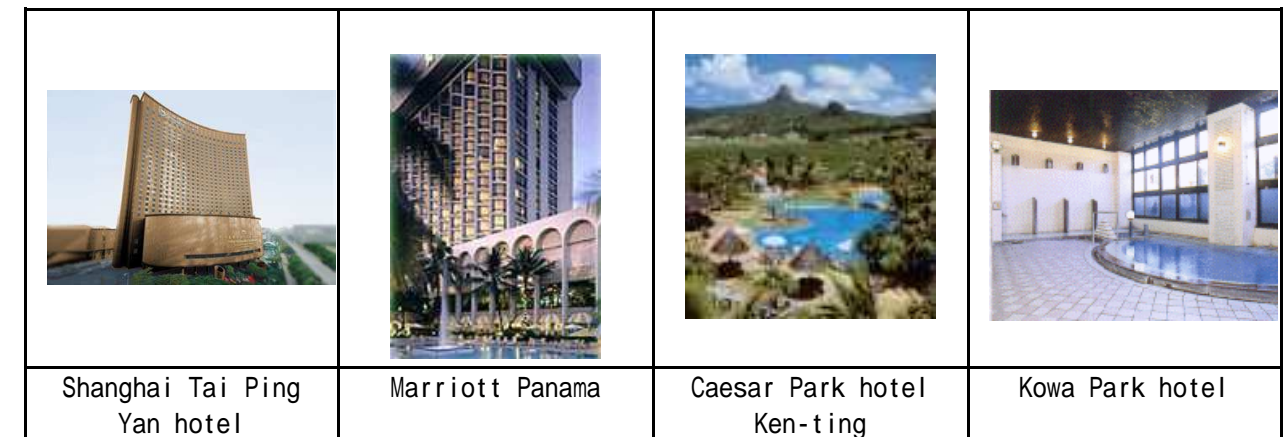 Shanghai Tai Ping
Yan hotel
Marriott Panama
Caesar Park hotel
Ken-ting
Kowa Park hotel